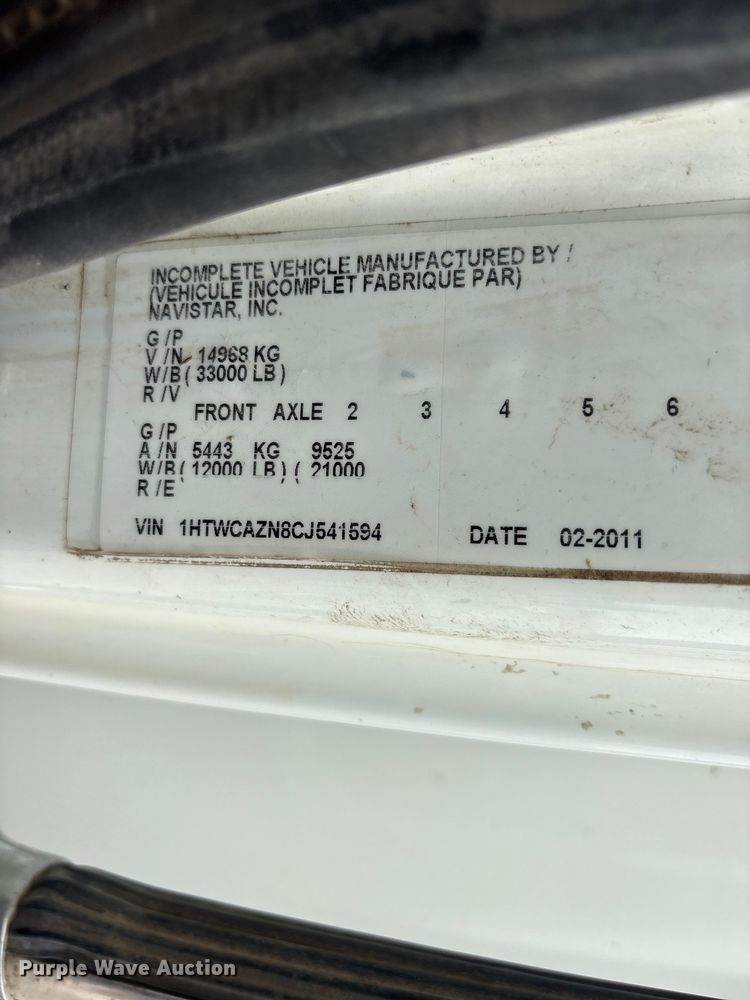 INCOMPLETE VEHICLE MANUFACTURED BY /
(VEHICULE INCOMPLET FABRIQUE PAR)
NAVISTAR, INC.
G /P
V /N 14968 KG
W/B ( 33000 LB )
R /V
FRONT AXLE 2 3 4 5 6
G /P
A /N 5443 KG 9525
W/B ( 12000 LB ) ( 21000
R /E
VIN 1HTWCAZN8CJ541594 DATE 02-2011
Purple Wave Auction